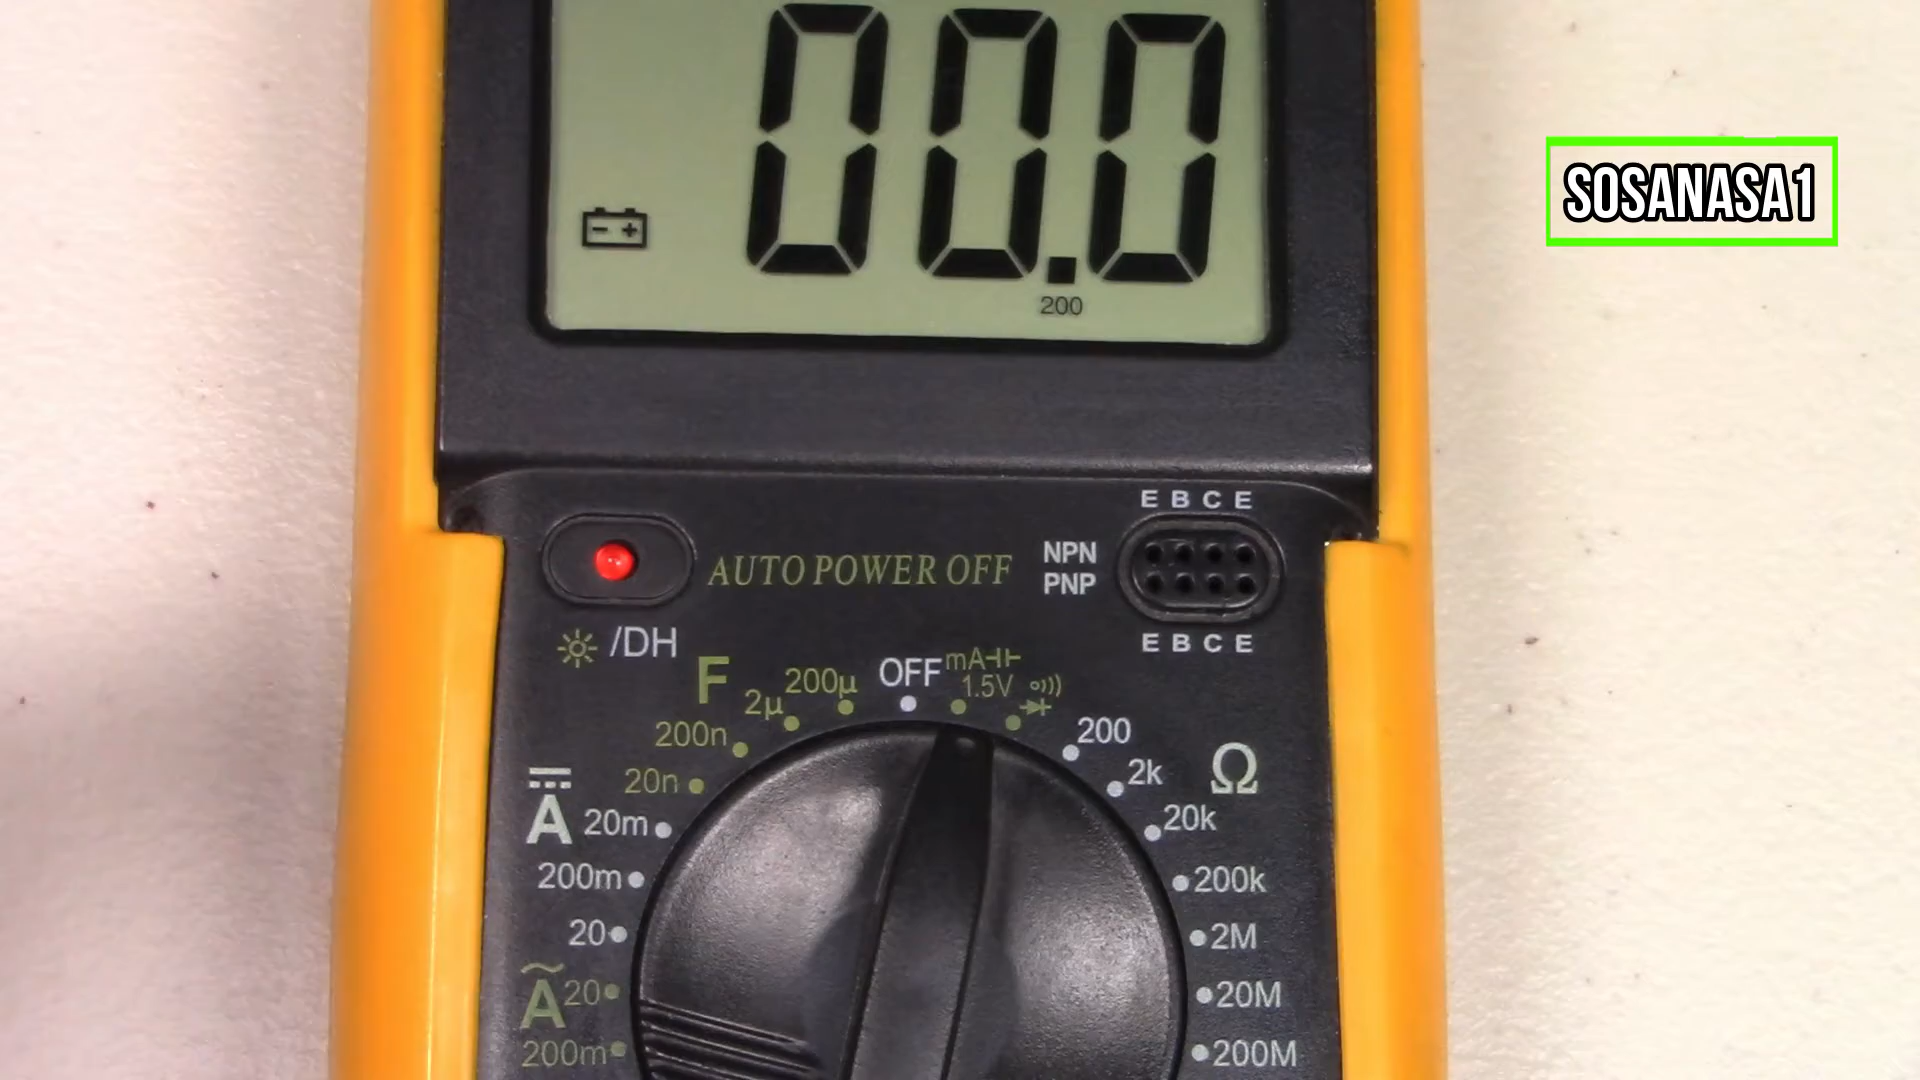 00.0
200
SOSANASA1
AUTO POWER OFF
E B C E
NPN
PNP
E B C E
/DH
F
OFF
mA
1.5V
200µ
2µ
200n
20n
A
20m
200m
20
A
20
200m
200
2k
Ω
20k
200k
2M
20M
200M